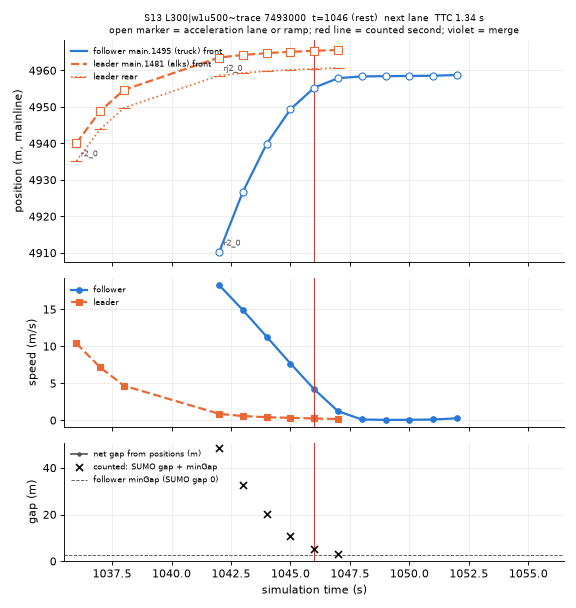 S13 L300|w1u500~trace 7493000  t=1046 (rest)  next lane  TTC 1.34 s
open marker = acceleration lane or ramp; red line = counted second; violet = merge
follower main.1495 (truck) front
leader main.1481 (alks) front
leader rear
r2_0
rj2_0
r2_0
position (m, mainline)
4960
4950
4940
4930
4920
4910
follower
leader
speed (m/s)
15
10
5
0
net gap from positions (m)
counted: SUMO gap + minGap
follower minGap (SUMO gap 0)
gap (m)
40
20
0
1037.5
1040.0
1042.5
1045.0
1047.5
1050.0
1052.5
1055.0
simulation time (s)